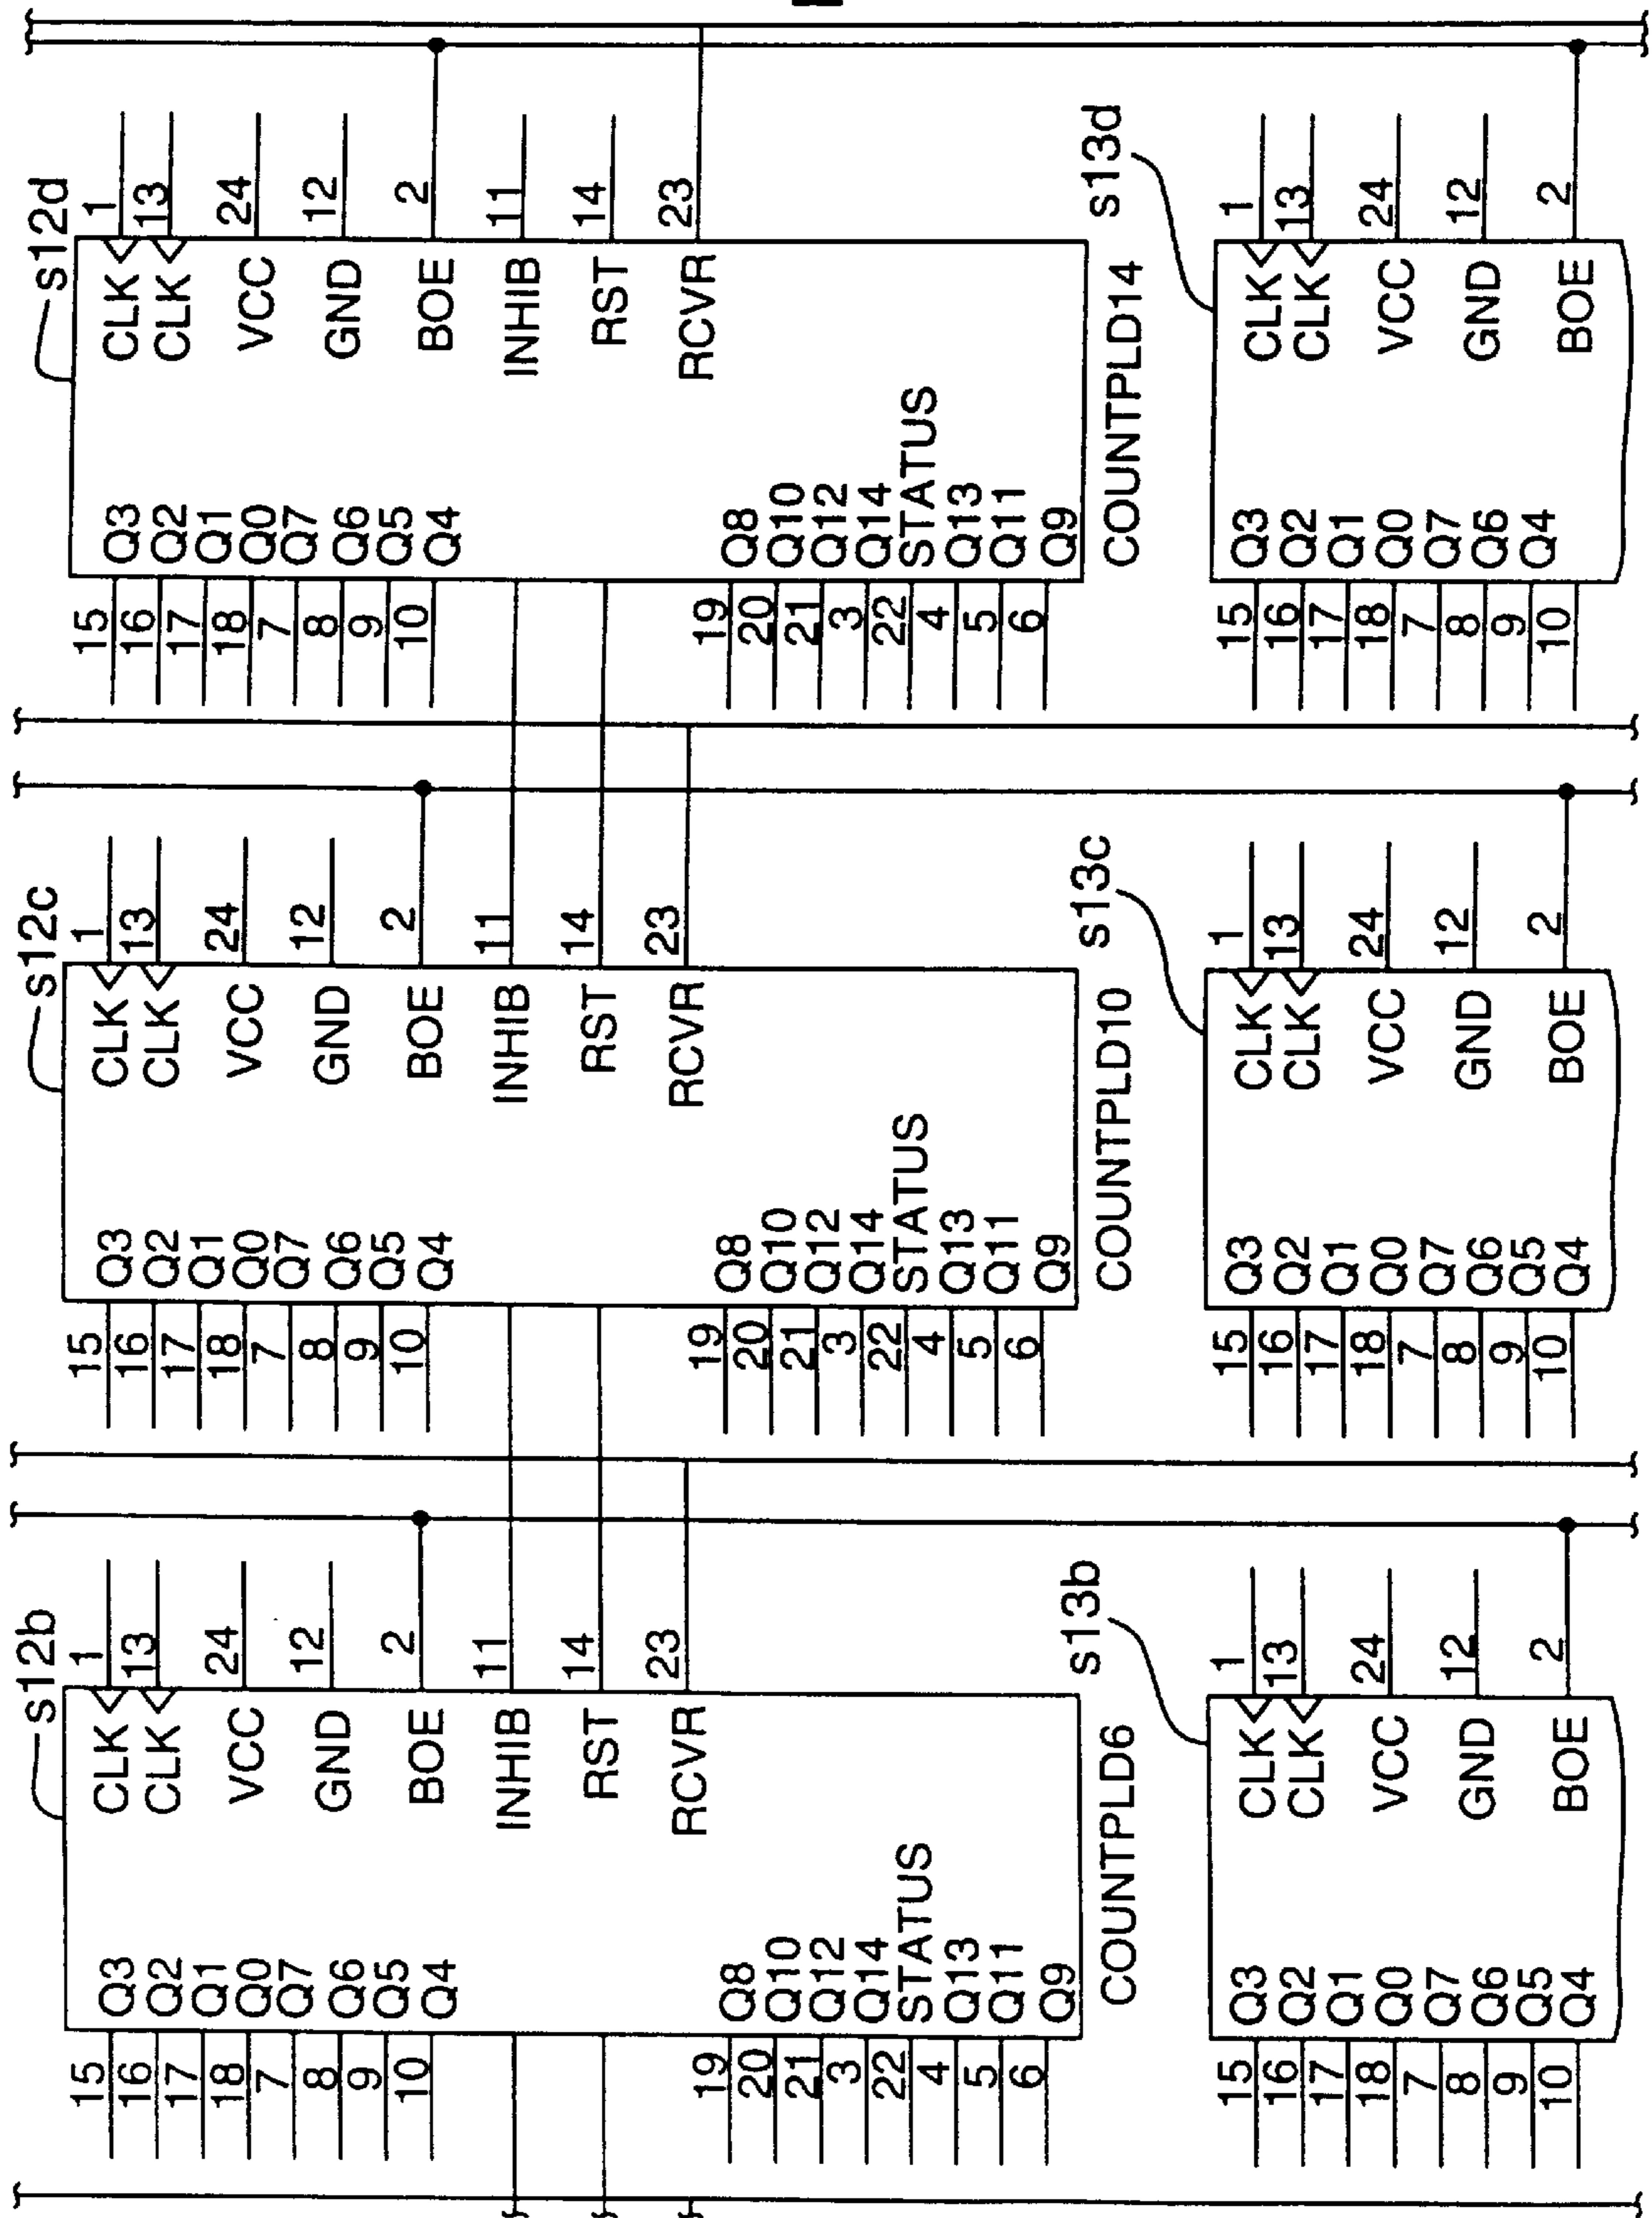 s12b
15 Q3 CLK 1
16 Q2 CLK 13
17 Q1
18 Q0 VCC 24
7 Q7
8 Q6 GND 12
9 Q5
10 Q4 BOE 2
INHIB 11
RST 14
RCVR 23
19 Q8
20 Q10
21 Q12
3 Q14
22 STATUS
4 Q13
5 Q11
6 Q9
COUNTPLD6
s12c
15 Q3 CLK 1
16 Q2 CLK 13
17 Q1
18 Q0 VCC 24
7 Q7
8 Q6 GND 12
9 Q5
10 Q4 BOE 2
INHIB 11
RST 14
RCVR 23
19 Q8
20 Q10
21 Q12
3 Q14
22 STATUS
4 Q13
5 Q11
6 Q9
COUNTPLD10
s12d
15 Q3 CLK 1
16 Q2 CLK 13
17 Q1
18 Q0 VCC 24
7 Q7
8 Q6 GND 12
9 Q5
10 Q4 BOE 2
INHIB 11
RST 14
RCVR 23
19 Q8
20 Q10
21 Q12
3 Q14
22 STATUS
4 Q13
5 Q11
6 Q9
COUNTPLD14
s13b
15 Q3 CLK 1
16 Q2 CLK 13
17 Q1
18 Q0 VCC 24
7 Q7
8 Q6 GND 12
9 Q5
10 Q4 BOE 2
s13c
15 Q3 CLK 1
16 Q2 CLK 13
17 Q1
18 Q0 VCC 24
7 Q7
8 Q6 GND 12
9 Q5
10 Q4 BOE 2
s13d
15 Q3 CLK 1
16 Q2 CLK 13
17 Q1
18 Q0 VCC 24
7 Q7
8 Q6 GND 12
9 Q4
10 BOE 2